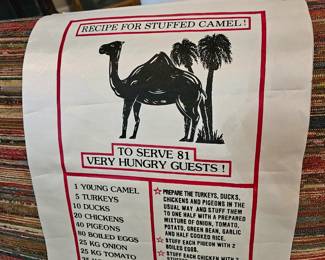 RECIPE FOR STUFFED CAMEL!
TO SERVE 81
VERY HUNGRY GUESTS!
1 YOUNG CAMEL
5 TURKEYS
10 DUCKS
20 CHICKENS
40 PIGEONS
80 BOILED EGGS
25 KG ONION
25 KG TOMATO
☆ PREPARE THE TURKEYS, DUCKS,
CHICKENS AND PIGEONS IN THE
USUAL WAY AND STUFF THEM
TO ONE HALF WITH A PREPARED
MIXTURE OF ONION, TOMATO,
POTATO, GREEN BEAN, GARLIC
AND HALF COOKED RICE.
☆ STUFF EACH PIGEON WITH 2
BOILED EGGS.
☆ STUFF EACH CHICKEN WITH